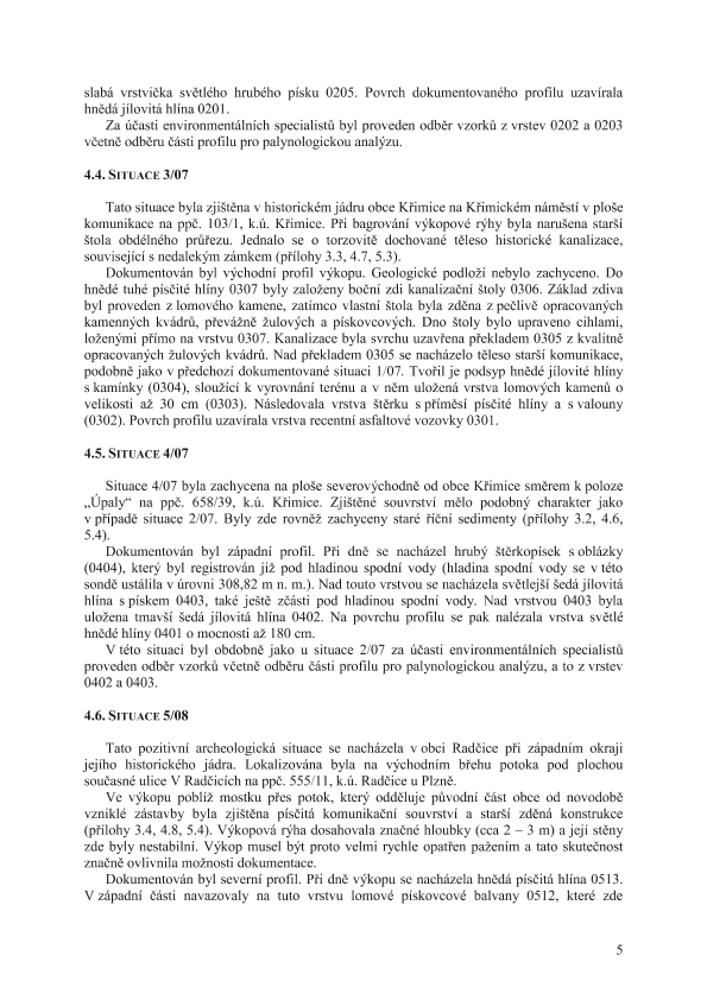 slabá vrstvička světlého hrubého písku 0205. Povrch dokumentovaného profilu uzavírala
hnědá jílovitá hlína 0201.
Za účasti environmentálních specialistů byl proveden odběr vzorků z vrstev 0202 a 0203
včetně odběru části profilu pro palynologickou analýzu.
4.4. SITUACE 3/07
Tato situace byla zjištěna v historickém jádru obce Křimice na Křimickém náměstí v ploše
komunikace na ppč. 103/1, k.ú. Křimice. Při bagrování výkopové rýhy byla narušena starší
štola obdélného průřezu. Jednalo se o torzovitě dochované těleso historické kanalizace,
související s nedalekým zámkem (přílohy 3.3, 4.7, 5.3).
Dokumentován byl východní profil výkopu. Geologické podloží nebylo zachyceno. Do
hnědé tuhé písčité hlíny 0307 byly založeny boční zdi kanalizační štoly 0306. Základ zdiva
byl proveden z lomového kamene, zatímco vlastní štola byla zděna z pečlivě opracovaných
kamenných kvádrů, převážně žulových a pískovcových. Dno štoly bylo upraveno cihlami,
loženými přímo na vrstvu 0307. Kanalizace byla svrchu uzavřena překladem 0305 z kvalitně
opracovaných žulových kvádrů. Nad překladem 0305 se nacházelo těleso starší komunikace,
podobně jako v předchozí dokumentované situaci 1/07. Tvořil je podsyp hnědé jílovité hlíny
s kamínky (0304), sloužící k vyrovnání terénu a v něm uložená vrstva lomových kamenů o
velikosti až 30 cm (0303). Následovala vrstva štěrku s příměsí písčité hlíny a s valouny
(0302). Povrch profilu uzavírala vrstva recentní asfaltové vozovky 0301.
4.5. SITUACE 4/07
Situace 4/07 byla zachycena na ploše severovýchodně od obce Křimice směrem k poloze
„Úpaly“ na ppč. 658/39, k.ú. Křimice. Zjištěné souvrství mělo podobný charakter jako
v případě situace 2/07. Byly zde rovněž zachyceny staré říční sedimenty (přílohy 3.2, 4.6,
5.4).
Dokumentován byl západní profil. Při dně se nacházel hrubý štěrkopísek s oblázky
(0404), který byl registrován již pod hladinou spodní vody (hladina spodní vody se v této
sondě ustálila v úrovni 308,82 m n. m.). Nad touto vrstvou se nacházela světlejší šedá jílovitá
hlína s pískem 0403, také ještě zčásti pod hladinou spodní vody. Nad vrstvou 0403 byla
uložena tmavší šedá jílovitá hlína 0402. Na povrchu profilu se pak nalézala vrstva světlé
hnědé hlíny 0401 o mocnosti až 180 cm.
V této situaci byl obdobně jako u situace 2/07 za účasti environmentálních specialistů
proveden odběr vzorků včetně odběru části profilu pro palynologickou analýzu, a to z vrstev
0402 a 0403.
4.6. SITUACE 5/08
Tato pozitivní archeologická situace se nacházela v obci Radčice při západním okraji
jejího historického jádra. Lokalizována byla na východním břehu potoka pod plochou
současné ulice V Radčicích na ppč. 555/11, k.ú. Radčice u Plzně.
Ve výkopu poblíž mostku přes potok, který odděluje původní část obce od novodobě
vzniklé zástavby byla zjištěna písčitá komunikační souvrství a starší zděná konstrukce
(přílohy 3.4, 4.8, 5.4). Výkopová rýha dosahovala značné hloubky (cca 2 – 3 m) a její stěny
zde byly nestabilní. Výkop musel být proto velmi rychle opatřen pažením a tato skutečnost
značně ovlivnila možnosti dokumentace.
Dokumentován byl severní profil. Při dně výkopu se nacházela hnědá písčitá hlína 0513.
V západní části navazovaly na tuto vrstvu lomové pískovcové balvany 0512, které zde
5